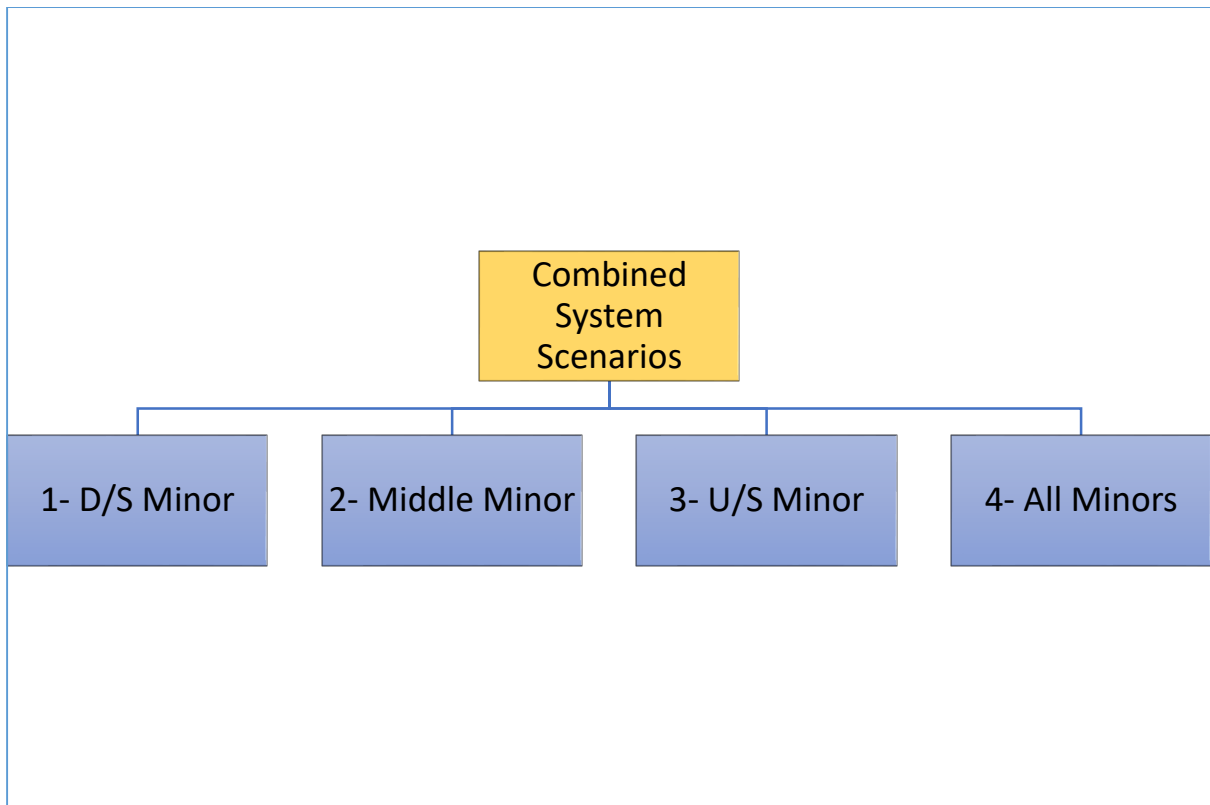 Combined
System
Scenarios
1- D/S Minor
2- Middle Minor
3- U/S Minor
4- All Minors